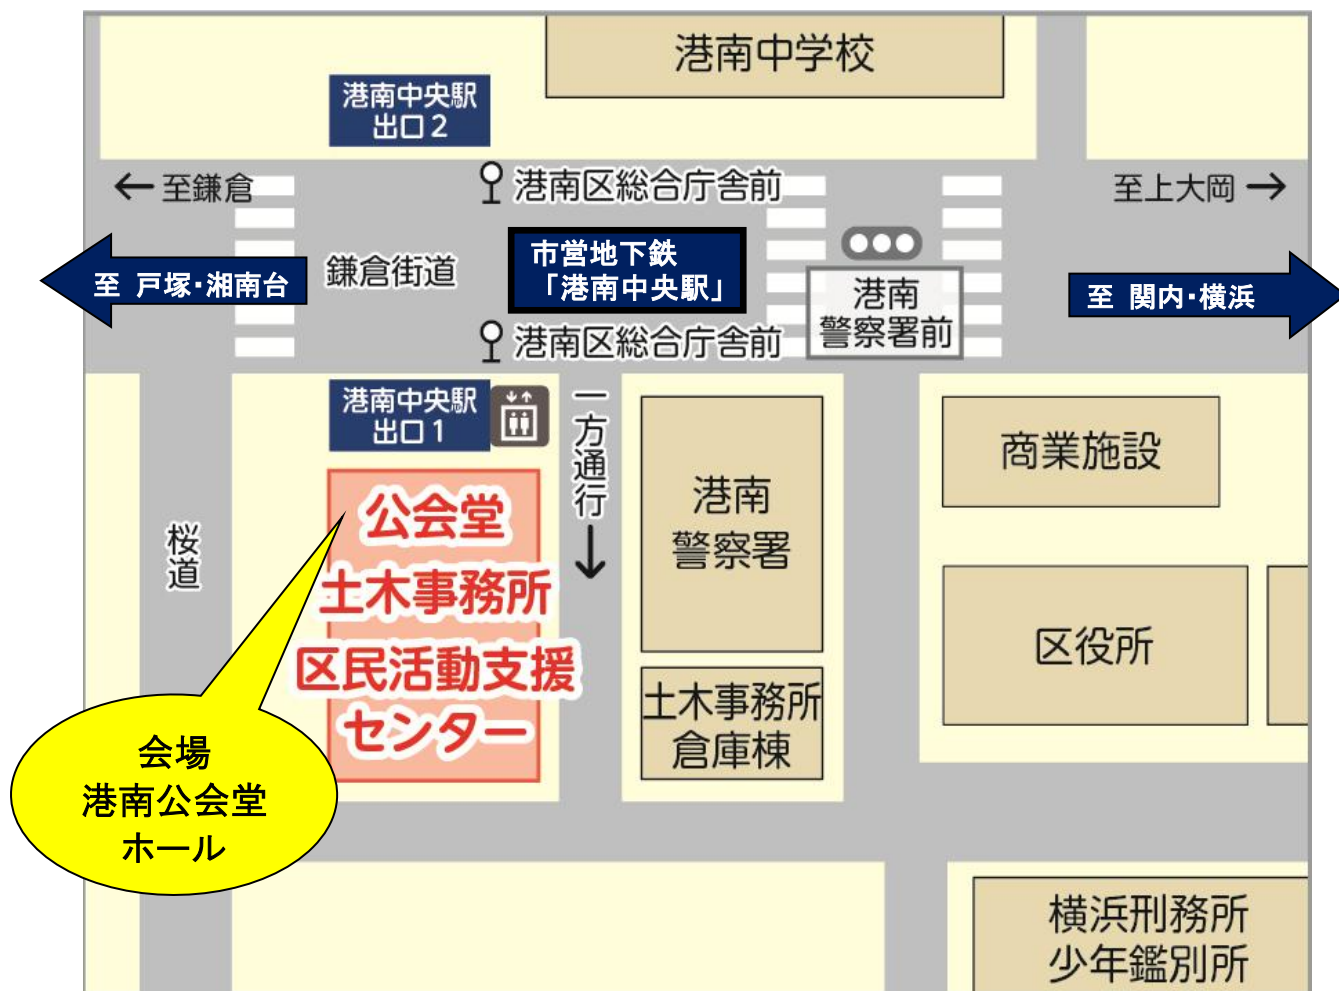 港南中学校
港南中央駅
出口2
←至鎌倉
港南区総合庁舎前
至上大岡→
至 戸塚・湘南台
鎌倉街道
市営地下鉄
「港南中央駅」
港南
警察署前
至 関内・横浜
港南区総合庁舎前
港南中央駅
出口1
一方通行
↓
公会堂
土木事務所
区民活動支援
センター
港南
警察署
商業施設
桜道
区役所
土木事務所
倉庫棟
会場
港南公会堂
ホール
横浜刑務所
少年鑑別所